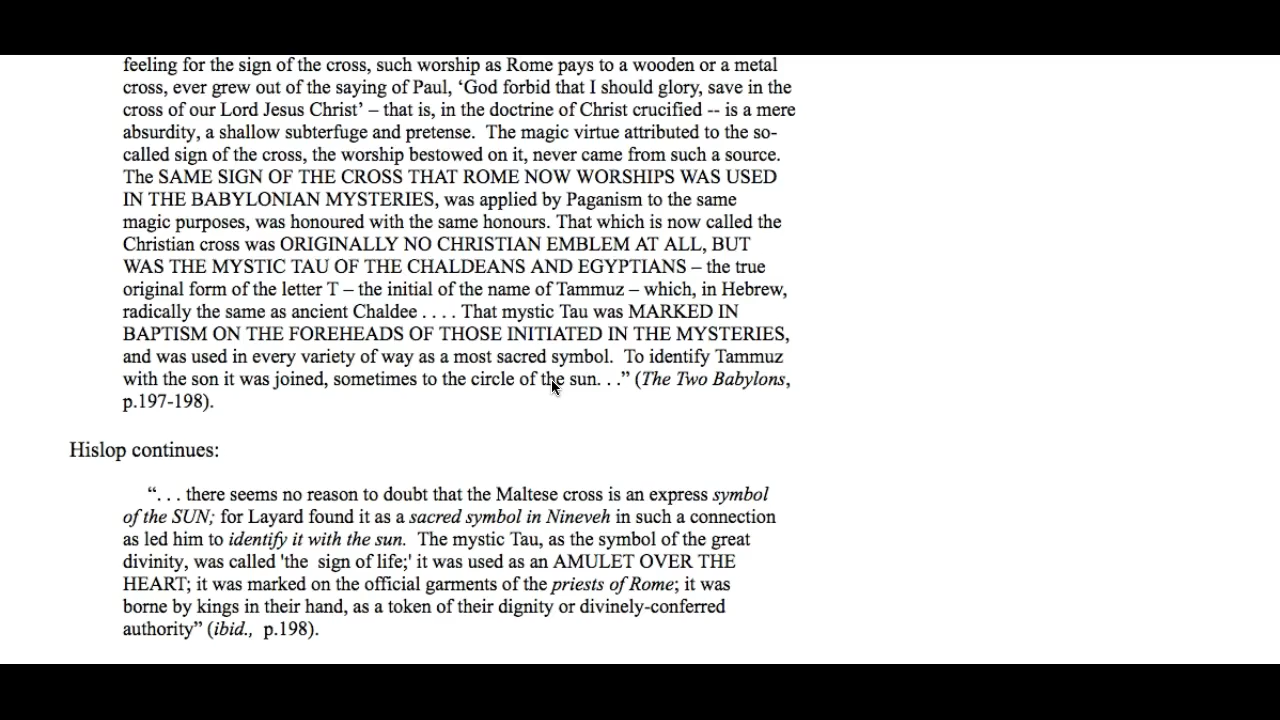 feeling for the sign of the cross, such worship as Rome pays to a wooden or a metal
cross, ever grew out of the saying of Paul, ‘God forbid that I should glory, save in the
cross of our Lord Jesus Christ’ – that is, in the doctrine of Christ crucified -- is a mere
absurdity, a shallow subterfuge and pretense.  The magic virtue attributed to the so-
called sign of the cross, the worship bestowed on it, never came from such a source.
The SAME SIGN OF THE CROSS THAT ROME NOW WORSHIPS WAS USED
IN THE BABYLONIAN MYSTERIES, was applied by Paganism to the same
magic purposes, was honoured with the same honours. That which is now called the
Christian cross was ORIGINALLY NO CHRISTIAN EMBLEM AT ALL, BUT
WAS THE MYSTIC TAU OF THE CHALDEANS AND EGYPTIANS – the true
original form of the letter T – the initial of the name of Tammuz – which, in Hebrew,
radically the same as ancient Chaldee . . . . That mystic Tau was MARKED IN
BAPTISM ON THE FOREHEADS OF THOSE INITIATED IN THE MYSTERIES,
and was used in every variety of way as a most sacred symbol.  To identify Tammuz
with the son it was joined, sometimes to the circle of the sun. . .” (The Two Babylons,
p.197-198).
Hislop continues:
“. . . there seems no reason to doubt that the Maltese cross is an express symbol
of the SUN; for Layard found it as a sacred symbol in Nineveh in such a connection
as led him to identify it with the sun.  The mystic Tau, as the symbol of the great
divinity, was called 'the  sign of life;' it was used as an AMULET OVER THE
HEART; it was marked on the official garments of the priests of Rome; it was
borne by kings in their hand, as a token of their dignity or divinely-conferred
authority” (ibid.,  p.198).